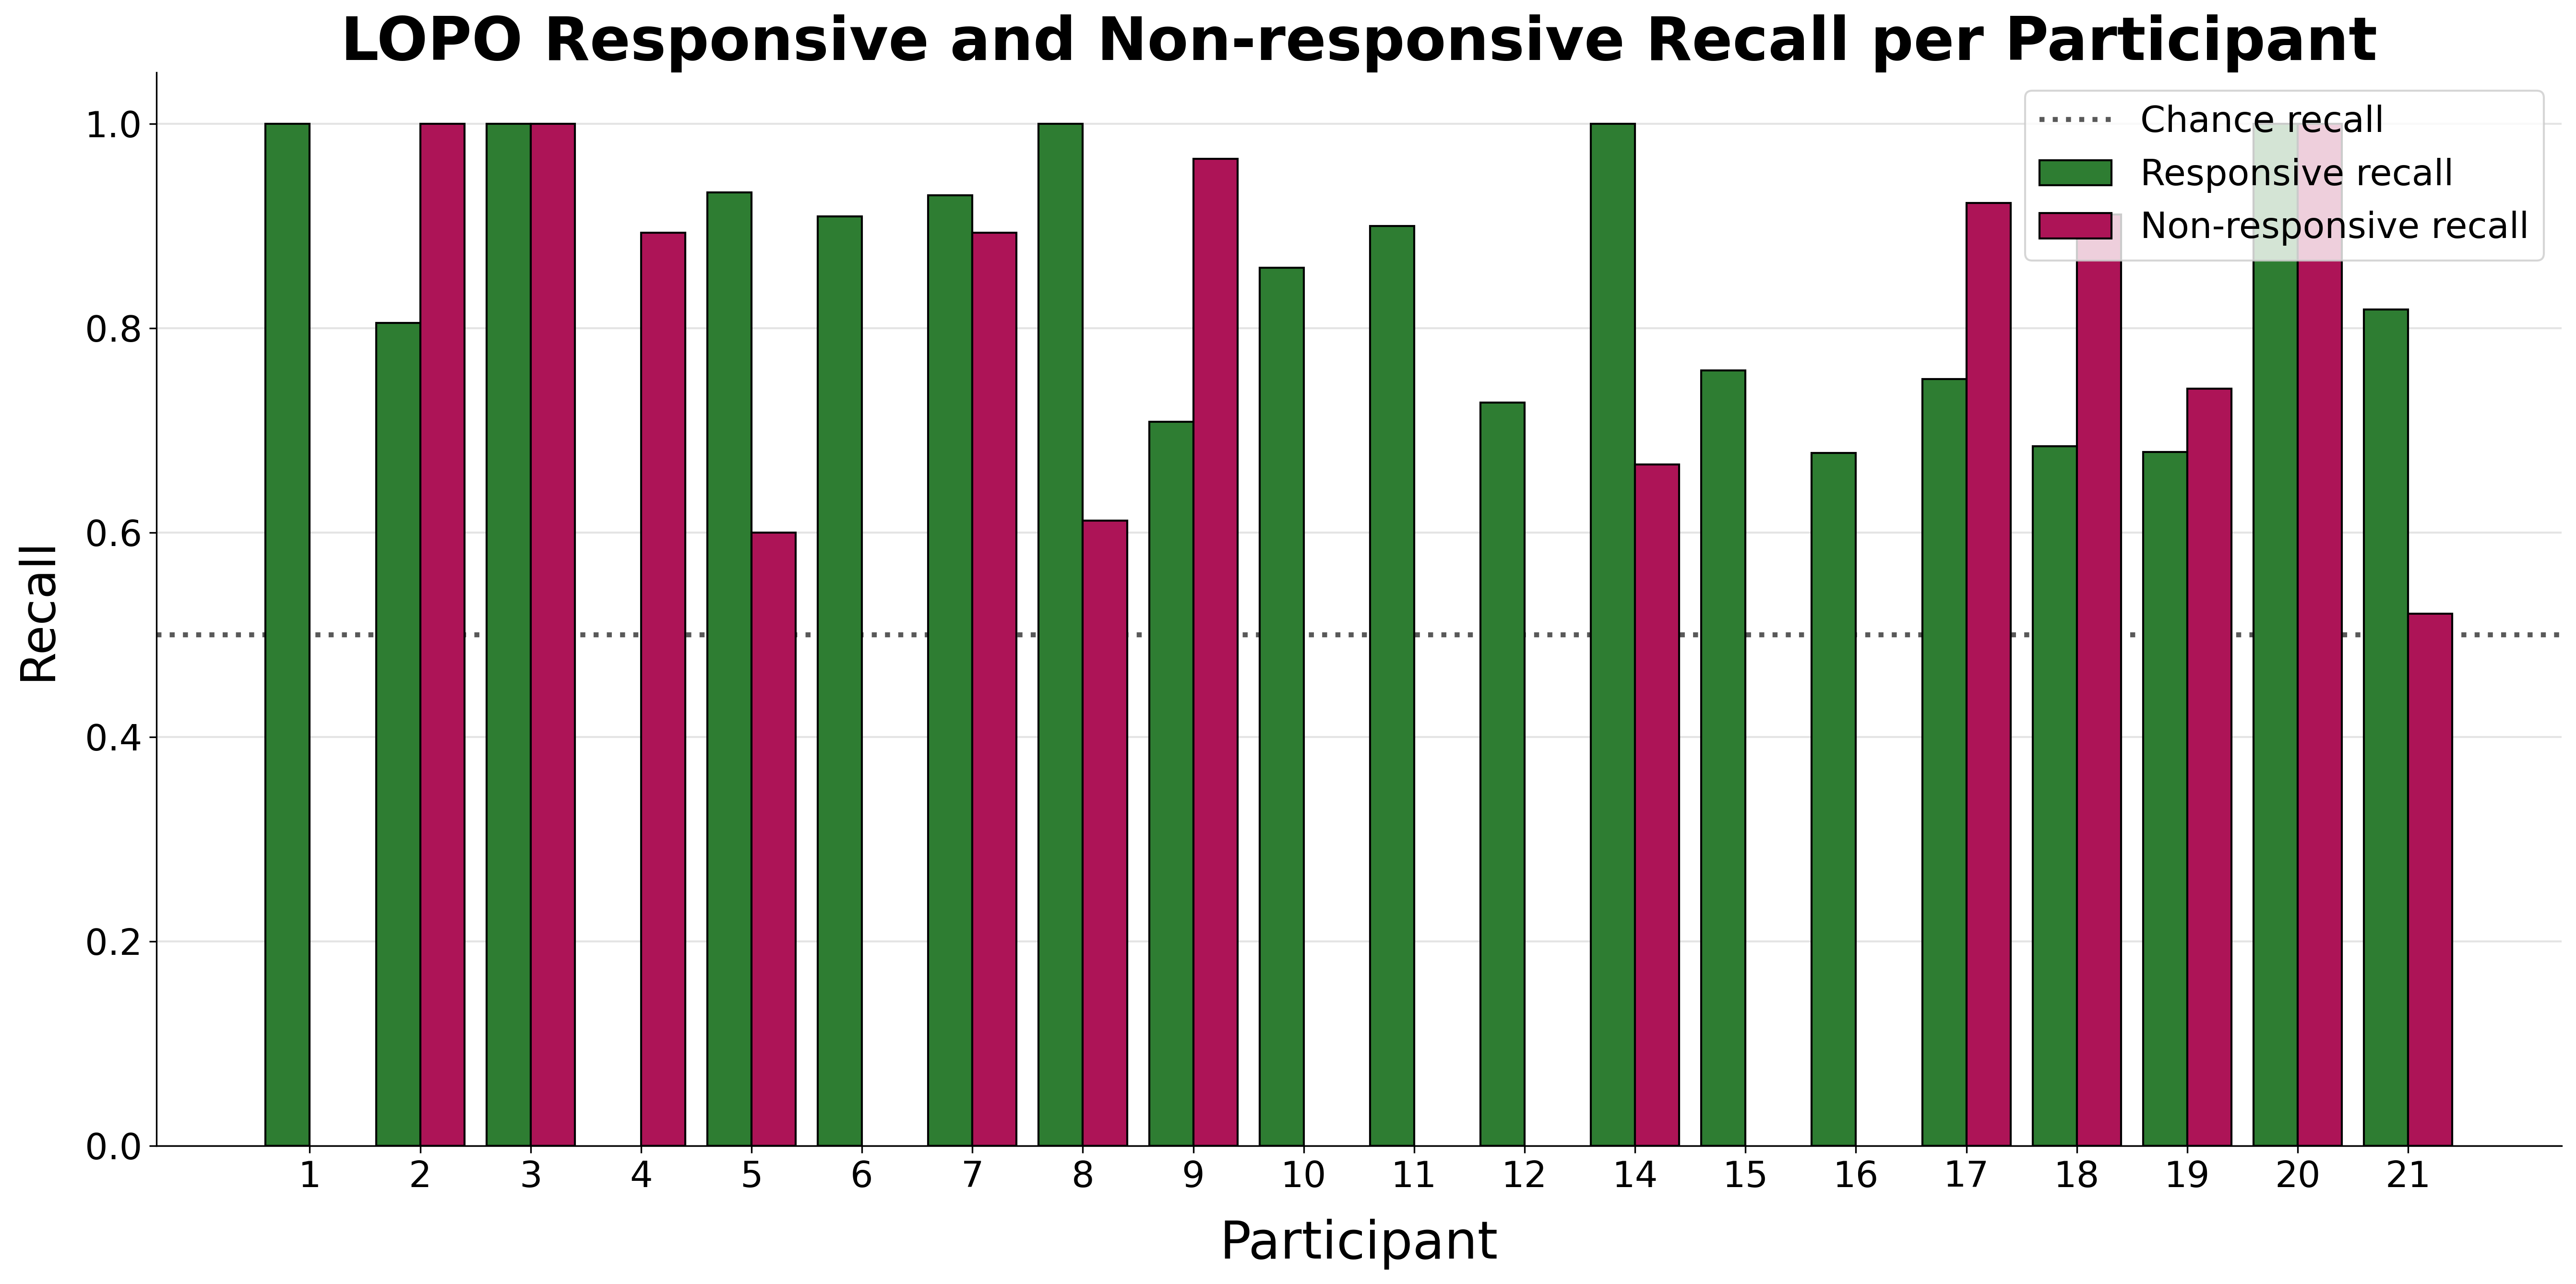 LOPO Responsive and Non-responsive Recall per Participant
Chance recall
Responsive recall
Non-responsive recall
1.0
0.8
0.6
0.4
0.2
0.0
Recall
1 2 3 4 5 6 7 8 9 10 11 12 14 15 16 17 18 19 20 21
Participant